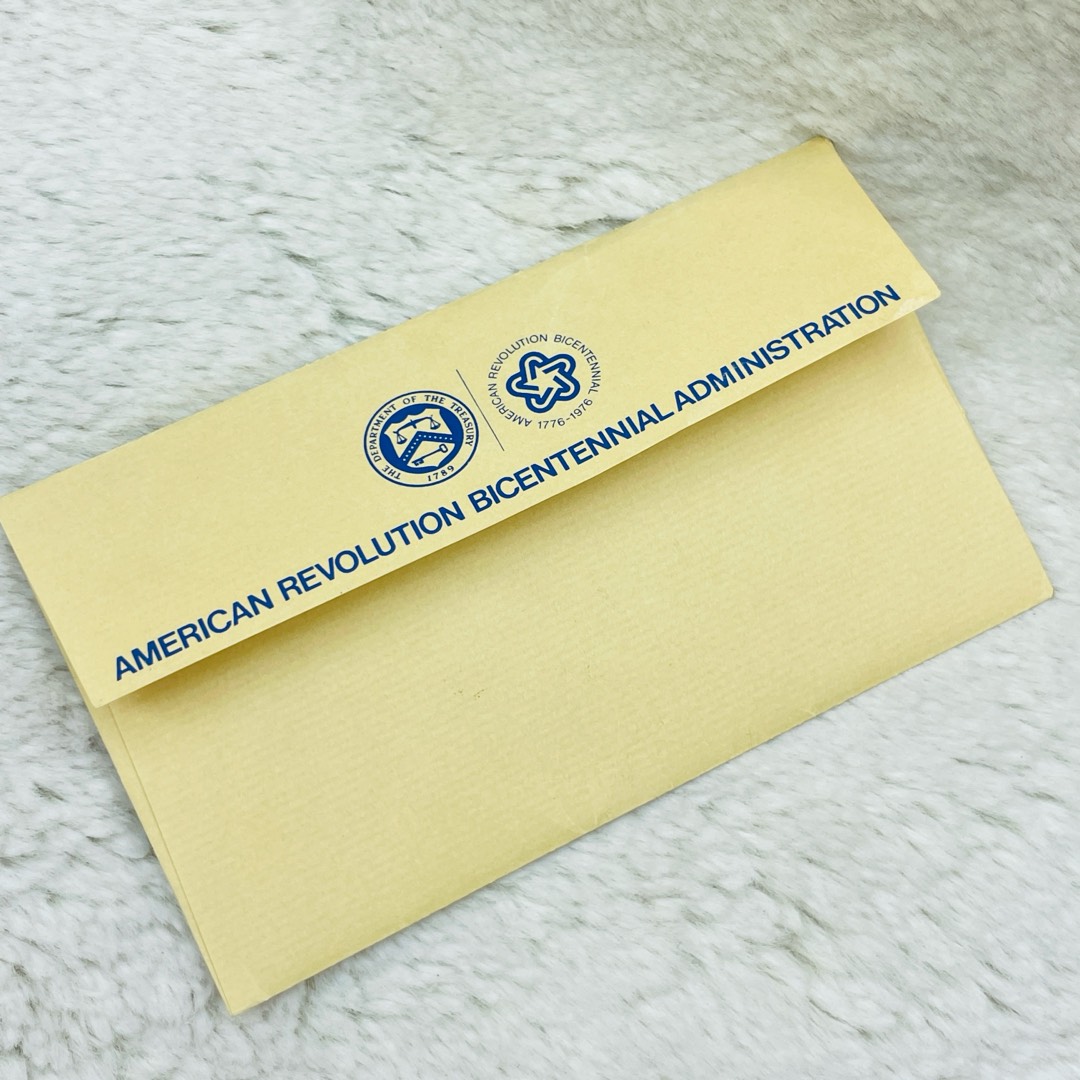 THE DEPARTMENT OF THE TREASURY
1789
AMERICAN REVOLUTION BICENTENNIAL
1776-1976
AMERICAN REVOLUTION BICENTENNIAL ADMINISTRATION